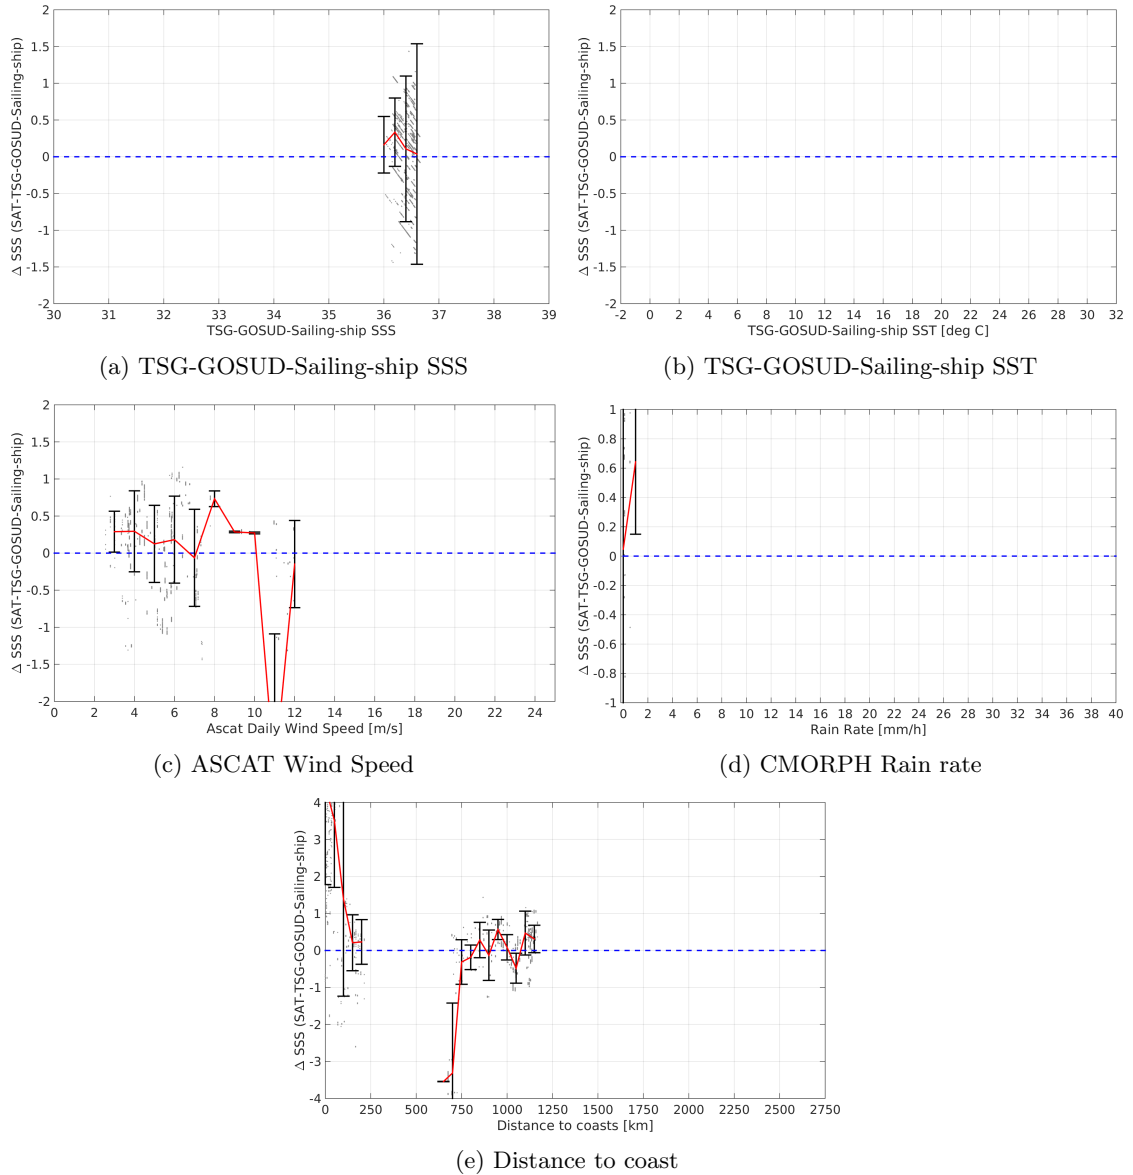 2
1.5
1
0.5
0
-0.5
-1
-1.5
-2
Δ SSS (SAT-TSG-GOSUD-Sailing-ship)
30 31 32 33 34 35 36 37 38 39
TSG-GOSUD-Sailing-ship SSS
(a) TSG-GOSUD-Sailing-ship SSS
2
1.5
1
0.5
0
-0.5
-1
-1.5
-2
Δ SSS (SAT-TSG-GOSUD-Sailing-ship)
-2 0 2 4 6 8 10 12 14 16 18 20 22 24 26 28 30 32
TSG-GOSUD-Sailing-ship SST [deg C]
(b) TSG-GOSUD-Sailing-ship SST
2
1.5
1
0.5
0
-0.5
-1
-1.5
-2
Δ SSS (SAT-TSG-GOSUD-Sailing-ship)
0 2 4 6 8 10 12 14 16 18 20 22 24
Ascat Daily Wind Speed [m/s]
(c) ASCAT Wind Speed
1
0.8
0.6
0.4
0.2
0
-0.2
-0.4
-0.6
-0.8
-1
Δ SSS (SAT-TSG-GOSUD-Sailing-ship)
0 2 4 6 8 10 12 14 16 18 20 22 24 26 28 30 32 34 36 38 40
Rain Rate [mm/h]
(d) CMORPH Rain rate
4
3
2
1
0
-1
-2
-3
-4
Δ SSS (SAT-TSG-GOSUD-Sailing-ship)
0 250 500 750 1000 1250 1500 1750 2000 2250 2500 2750
Distance to coasts [km]
(e) Distance to coast